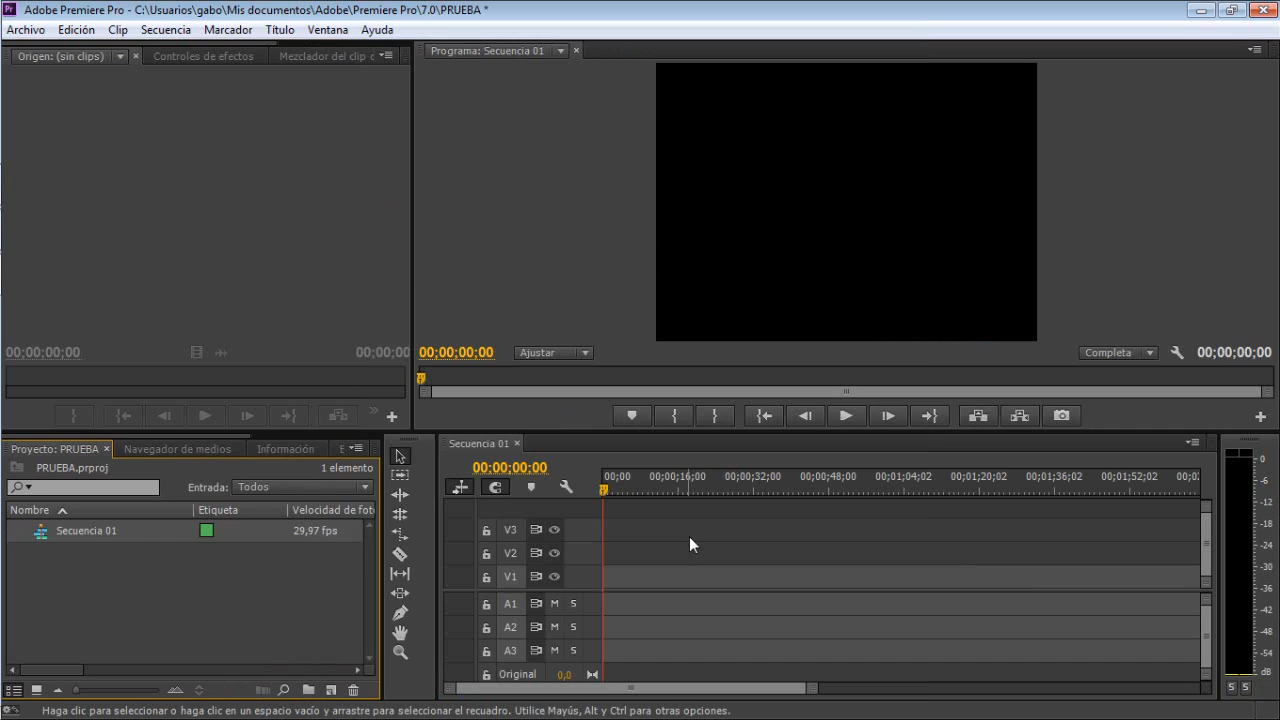 Adobe Premiere Pro - C:\Usuarios\gabo\Mis documentos\Adobe\Premiere Pro\7.0\PRUEBA *
Archivo Edición Clip Secuencia Marcador Título Ventana Ayuda
Origen: (sin clips) Controles de efectos Mezclador del clip
Programa: Secuencia 01
00;00;00;00 00;00;00
00;00;00;00 Ajustar Completa 00;00;00;00
Proyecto: PRUEBA Navegador de medios Información E
PRUEBA.prproj 1 elemento
Entrada: Todos
Nombre Etiqueta Velocidad de fot
Secuencia 01 29,97 fps
Secuencia 01
00;00;00;00
00;00 00;00;16;00 00;00;32;00 00;00;48;00 00;01;04;02 00;01;20;02 00;01;36;02 00;01;52;02 00;0
V3
V2
V1
A1 M S
A2 M S
A3 M S
Original 0,0
0
-6
-12
-18
-24
-30
-36
-42
-48
-54
dB
S S
Haga clic para seleccionar o haga clic en un espacio vacío y arrastre para seleccionar el recuadro. Utilice Mayús, Alt y Ctrl para otras opciones.